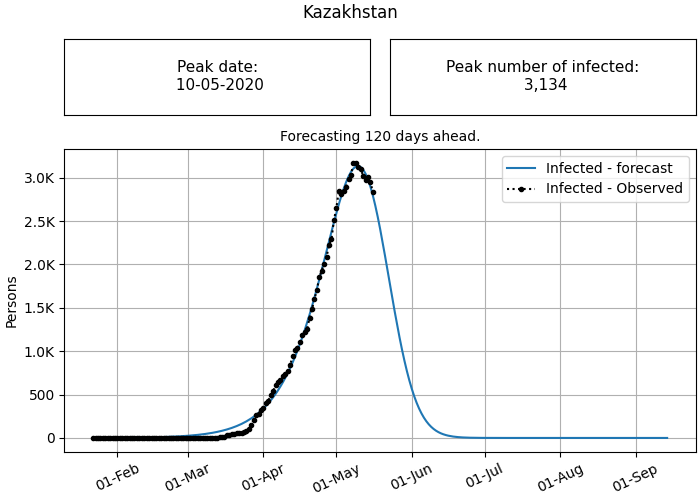 Kazakhstan
Peak date:
10-05-2020
Peak number of infected:
3,134
Forecasting 120 days ahead.
Infected - forecast
Infected - Observed
Persons
3.0K
2.5K
2.0K
1.5K
1.0K
500
0
01-Feb
01-Mar
01-Apr
01-May
01-Jun
01-Jul
01-Aug
01-Sep